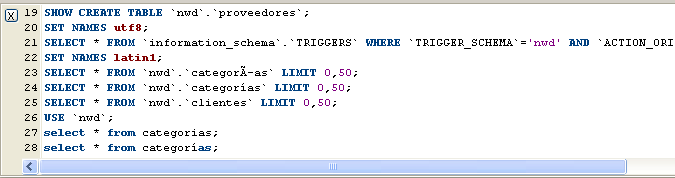 19 SHOW CREATE TABLE `nwd`.`proveedores`;
20 SET NAMES utf8;
21 SELECT * FROM `information_schema`.`TRIGGERS` WHERE `TRIGGER_SCHEMA`='nwd' AND `ACTION_ORI
22 SET NAMES latin1;
23 SELECT * FROM `nwd`.`categorÃ-as` LIMIT 0,50;
24 SELECT * FROM `nwd`.`categorías` LIMIT 0,50;
25 SELECT * FROM `nwd`.`clientes` LIMIT 0,50;
26 USE `nwd`;
27 select * from categorias;
28 select * from categorías;